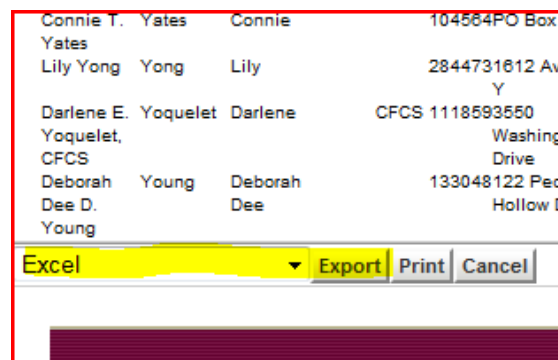 Connie T. Yates Connie 104564PO Box
Yates
Lily Yong Yong Lily 2844731612 Av
Y
Darlene E. Yoquelet Darlene CFCS 1118593550
Yoquelet, Washing
CFCS Drive
Deborah Young Deborah 133048122 Pec
Dee D. Dee Hollow D
Young
Excel Export Print Cancel